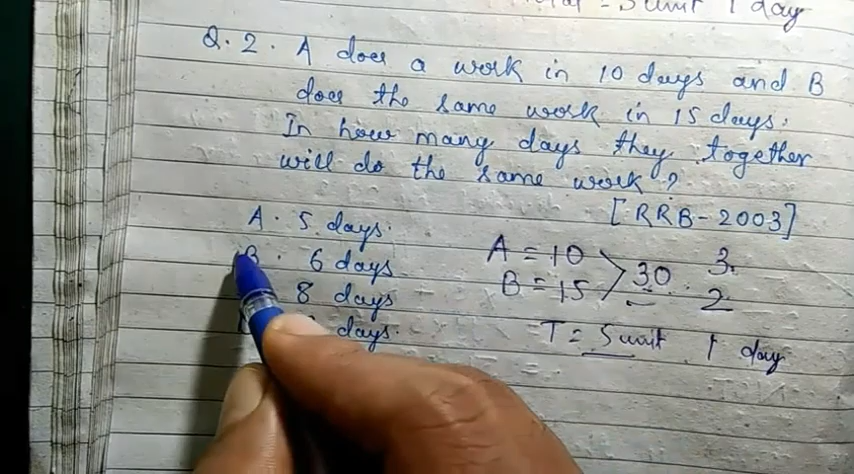 = 5 unit 1 day
Q. 2. A does a work in 10 days and B
does the same work in 15 days.
In how many days they together
will do the same work?
[RRB-2003]
A. 5 days.
B. 6 days
8 days
days
A = 10
B = 15
30
3.
2
T = 5 unit 1 day